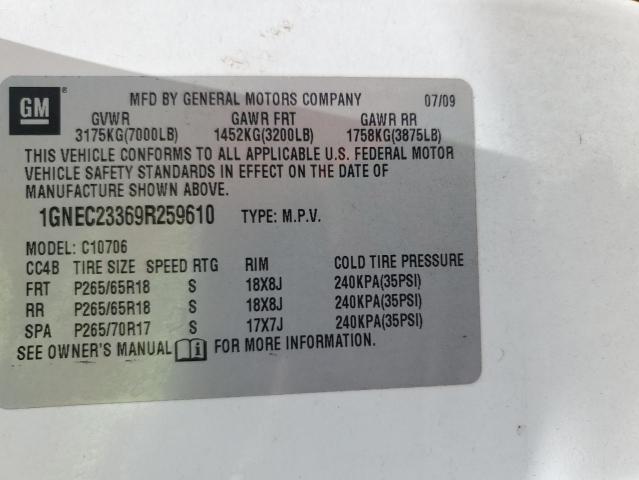 GM ®
MFD BY GENERAL MOTORS COMPANY 07/09
GVWR GAWR FRT GAWR RR
3175KG(7000LB) 1452KG(3200LB) 1758KG(3875LB)
THIS VEHICLE CONFORMS TO ALL APPLICABLE U.S. FEDERAL MOTOR
VEHICLE SAFETY STANDARDS IN EFFECT ON THE DATE OF
MANUFACTURE SHOWN ABOVE.
1GNEC23369R259610 TYPE: M.P.V.
MODEL: C10706
CC4B TIRE SIZE SPEED RTG RIM COLD TIRE PRESSURE
FRT P265/65R18 S 18X8J 240KPA(35PSI)
RR P265/65R18 S 18X8J 240KPA(35PSI)
SPA P265/70R17 S 17X7J 240KPA(35PSI)
SEE OWNER'S MANUAL i FOR MORE INFORMATION.